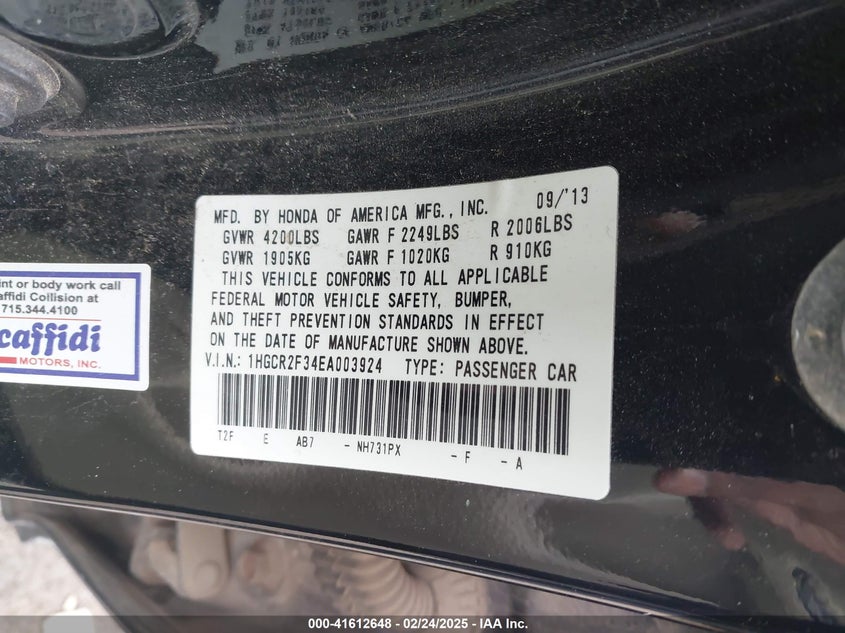 MFD. BY HONDA OF AMERICA MFG., INC. 09/'13
GVWR 4200LBS GAWR F 2249LBS R 2006LBS
GVWR 1905KG GAWR F 1020KG R 910KG
THIS VEHICLE CONFORMS TO ALL APPLICABLE
FEDERAL MOTOR VEHICLE SAFETY, BUMPER,
AND THEFT PREVENTION STANDARDS IN EFFECT
ON THE DATE OF MANUFACTURE SHOWN ABOVE.
V.I.N.: 1HGCR2F34EA003924 TYPE: PASSENGER CAR
T2F E AB7 - NH731PX - F - A
int or body work call
affidi Collision at
715.344.4100
caffidi
MOTORS, INC.
000-41612648 - 02/24/2025 - IAA Inc.